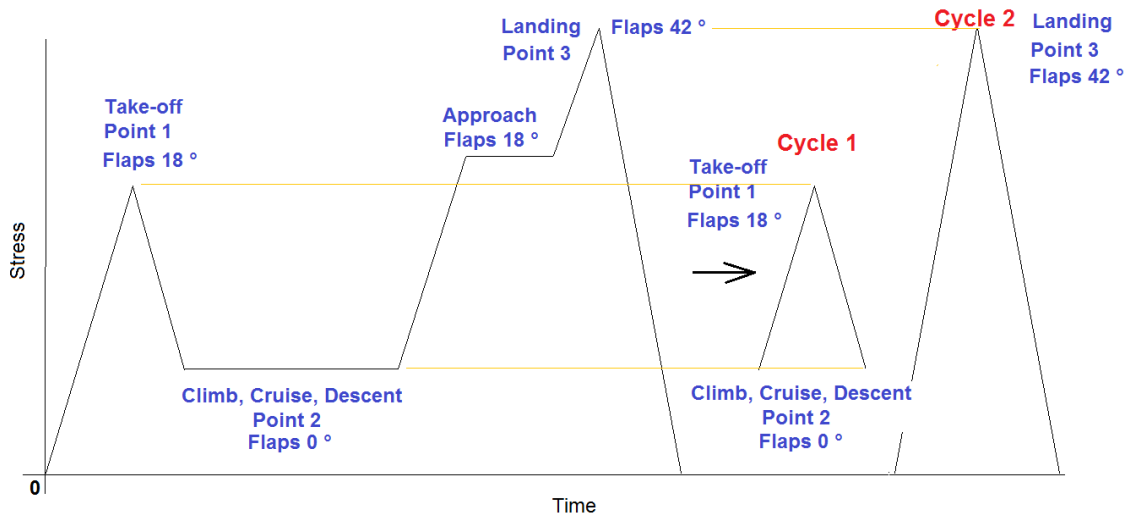 Cycle 2
Landing
Point 3
Flaps 42 °
Landing
Point 3
Flaps 42 °
Take-off
Point 1
Flaps 18 °
Approach
Flaps 18 °
Cycle 1
Take-off
Point 1
Flaps 18 °
Stress
Climb, Cruise, Descent
Point 2
Flaps 0 °
Climb, Cruise, Descent
Point 2
Flaps 0 °
0
Time